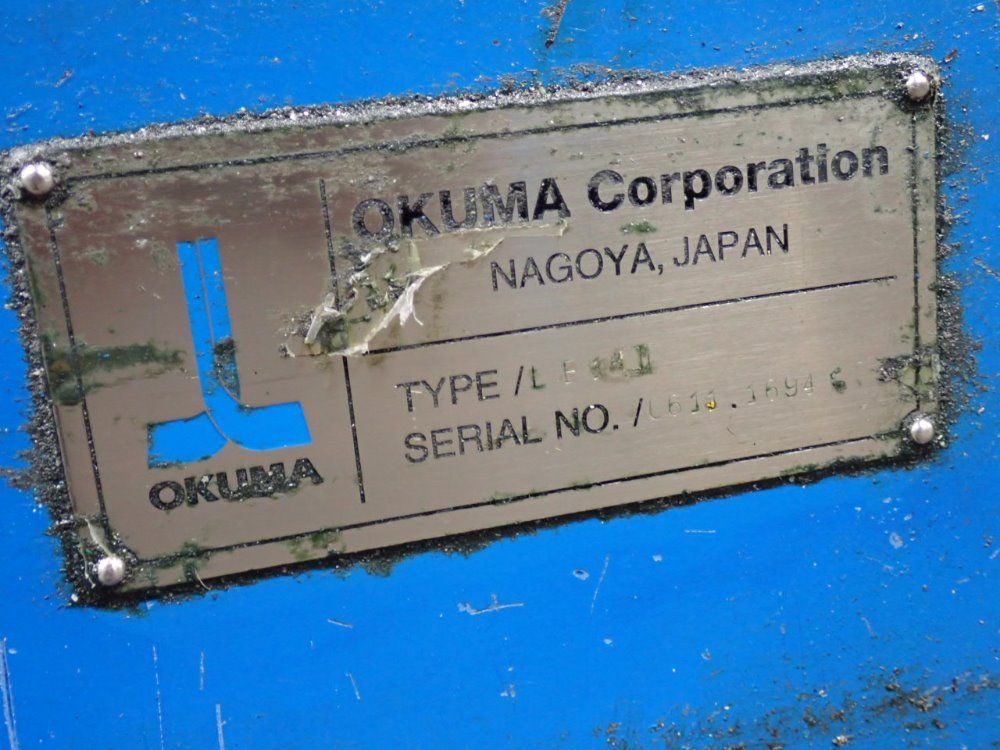 OKUMA Corporation
NAGOYA, JAPAN
TYPE /
SERIAL NO. /
OKUMA